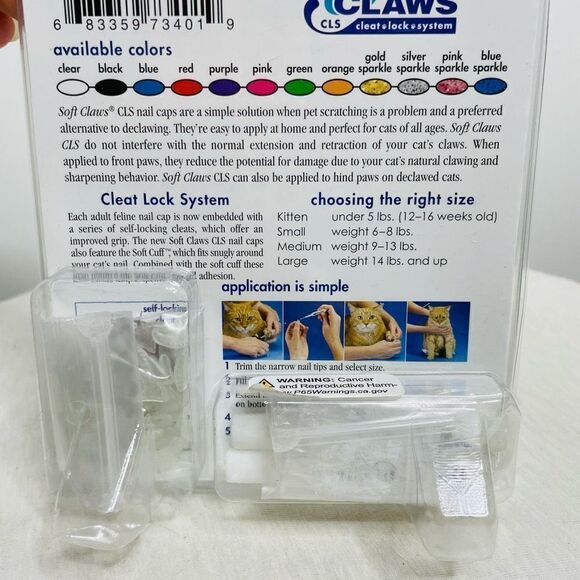 6 83359 73401 9
CLAWS
CLS cleat•lock•system
available colors
clear black blue red purple pink green orange gold sparkle silver sparkle pink sparkle blue sparkle
Soft Claws® CLS nail caps are a simple solution when pet scratching is a problem and a preferred
alternative to declawing. They're easy to apply at home and perfect for cats of all ages. Soft Claws
CLS do not interfere with the normal extension and retraction of your cat's claws. When
applied to front paws, they reduce the potential for damage due to your cat's natural clawing and
sharpening behavior. Soft Claws CLS can also be applied to hind paws on declawed cats.
Cleat Lock System
Each adult feline nail cap is now embedded with
a series of self-locking cleats, which offer an
improved grip. The new Soft Claws CLS nail caps
also feature the Soft Cuff™, which fits snugly around
your cat's nail. Combined with the soft cuff these
adhesion.
self-locking
choosing the right size
Kitten under 5 lbs. (12–16 weeks old)
Small weight 6–8 lbs.
Medium weight 9–13 lbs.
Large weight 14 lbs. and up
application is simple
1 Trim the narrow nail tips and select size.
2 Fill
3 Extend
on
4
5
WARNING: Cancer
and Reproductive Harm-
www.P65Warnings.ca.gov